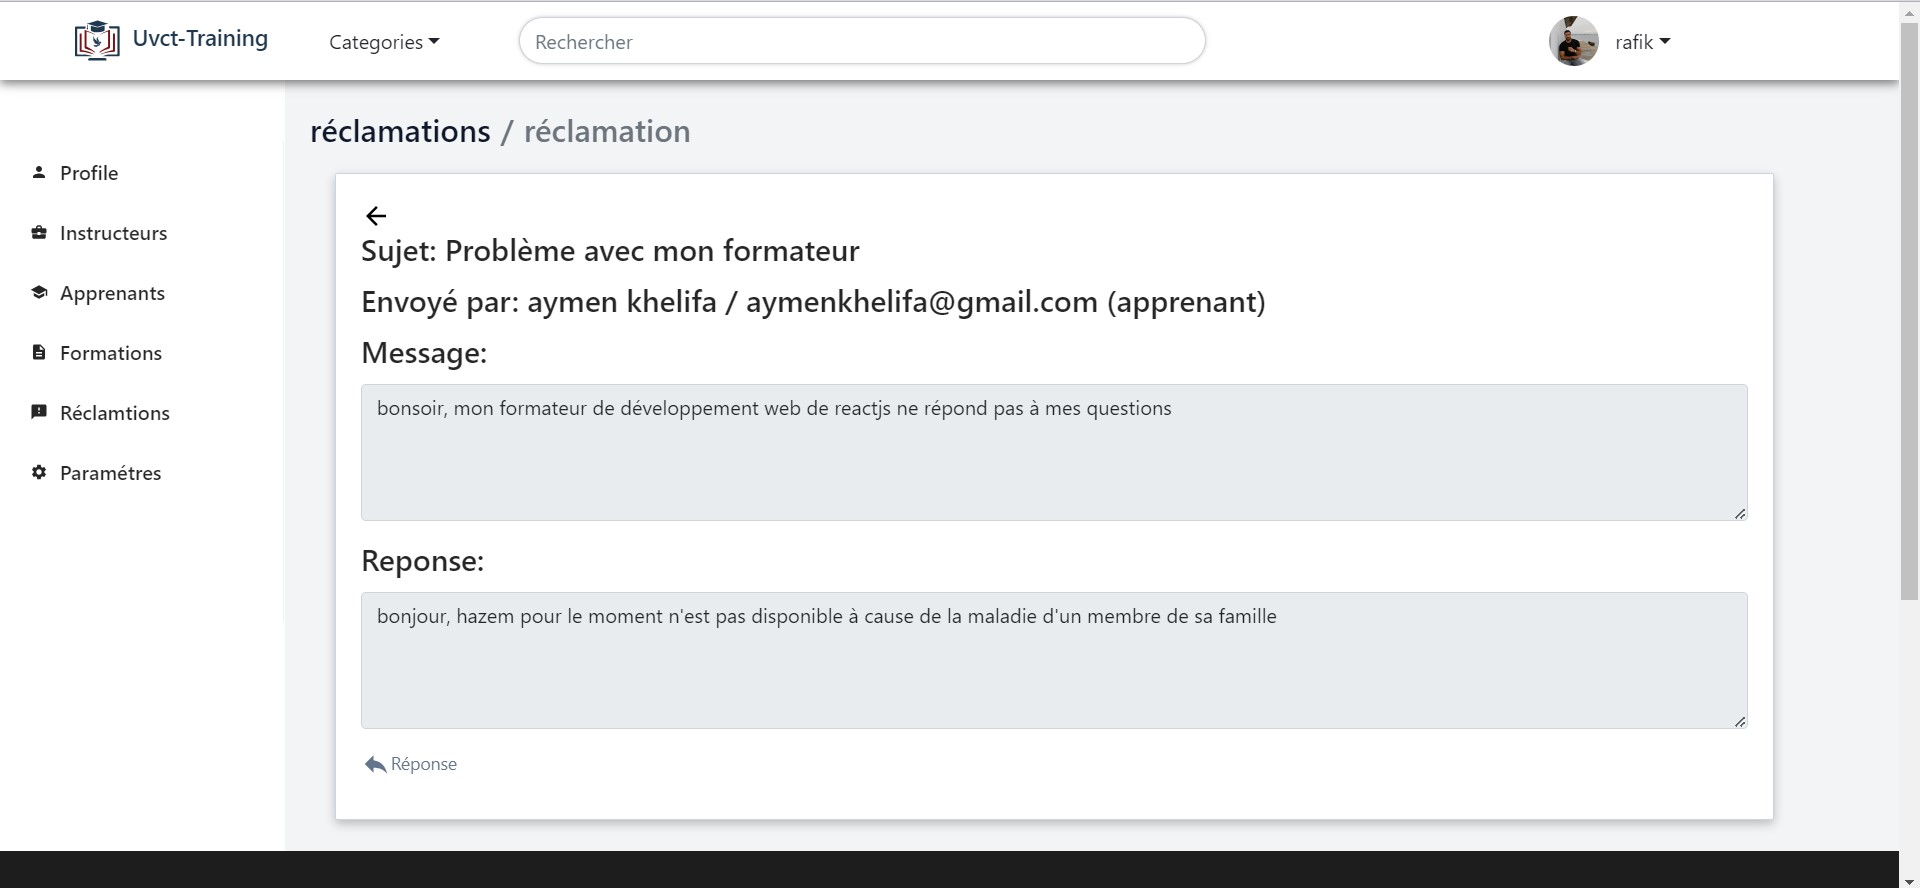 Uvct-Training
Categories
Rechercher
rafik
réclamations / réclamation
Profile
Instructeurs
Apprenants
Formations
Réclamtions
Paramétres
Sujet: Problème avec mon formateur
Envoyé par: aymen khelifa / aymenkhelifa@gmail.com (apprenant)
Message:
bonsoir, mon formateur de développement web de reactjs ne répond pas à mes questions
Reponse:
bonjour, hazem pour le moment n'est pas disponible à cause de la maladie d'un membre de sa famille
Réponse